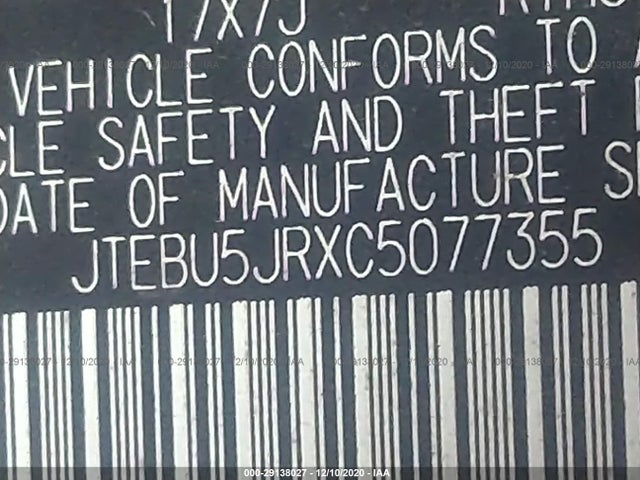 17X7J
VEHICLE CONFORMS TO
CLE SAFETY AND THEFT
DATE OF MANUFACTURE
JTEBU5JRXC5077355
000-29138027 - 12/10/2020 - IAA